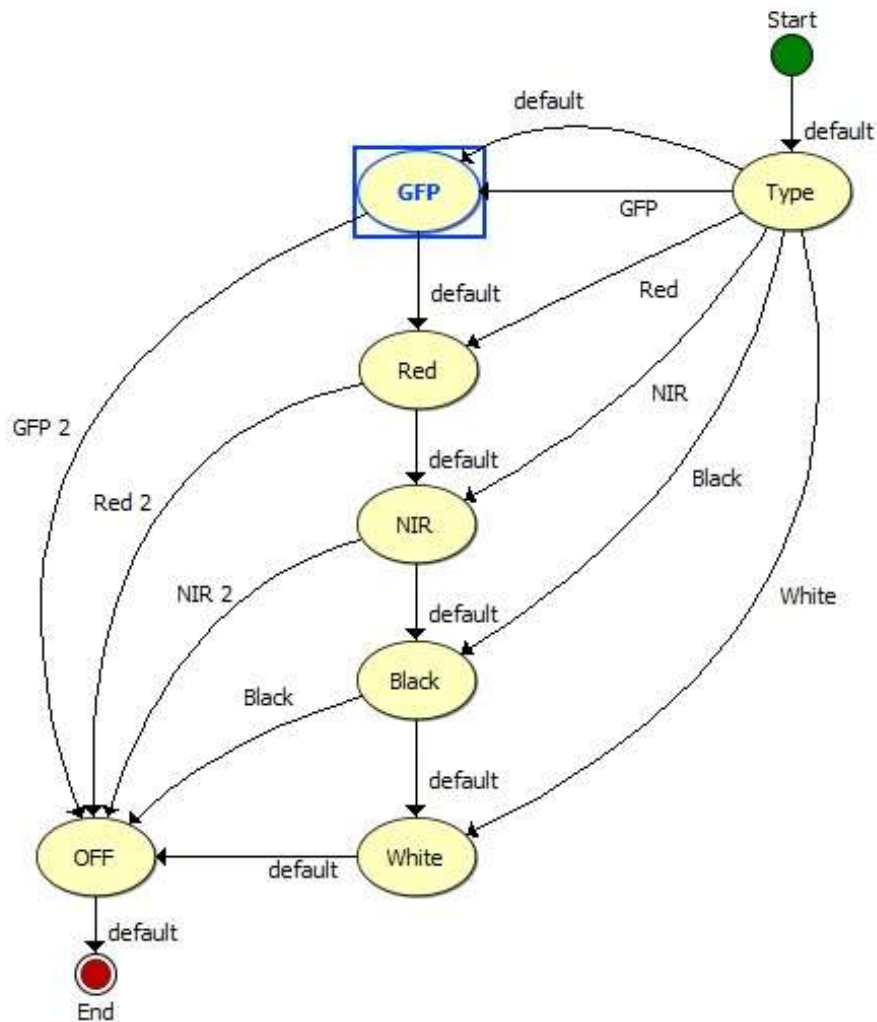 Start
default
default
GFP
Type
GFP
default
Red
Red
NIR
GFP 2
default
Black
Red 2
NIR
NIR 2
default
White
Black
Black
default
OFF
White
default
default
End